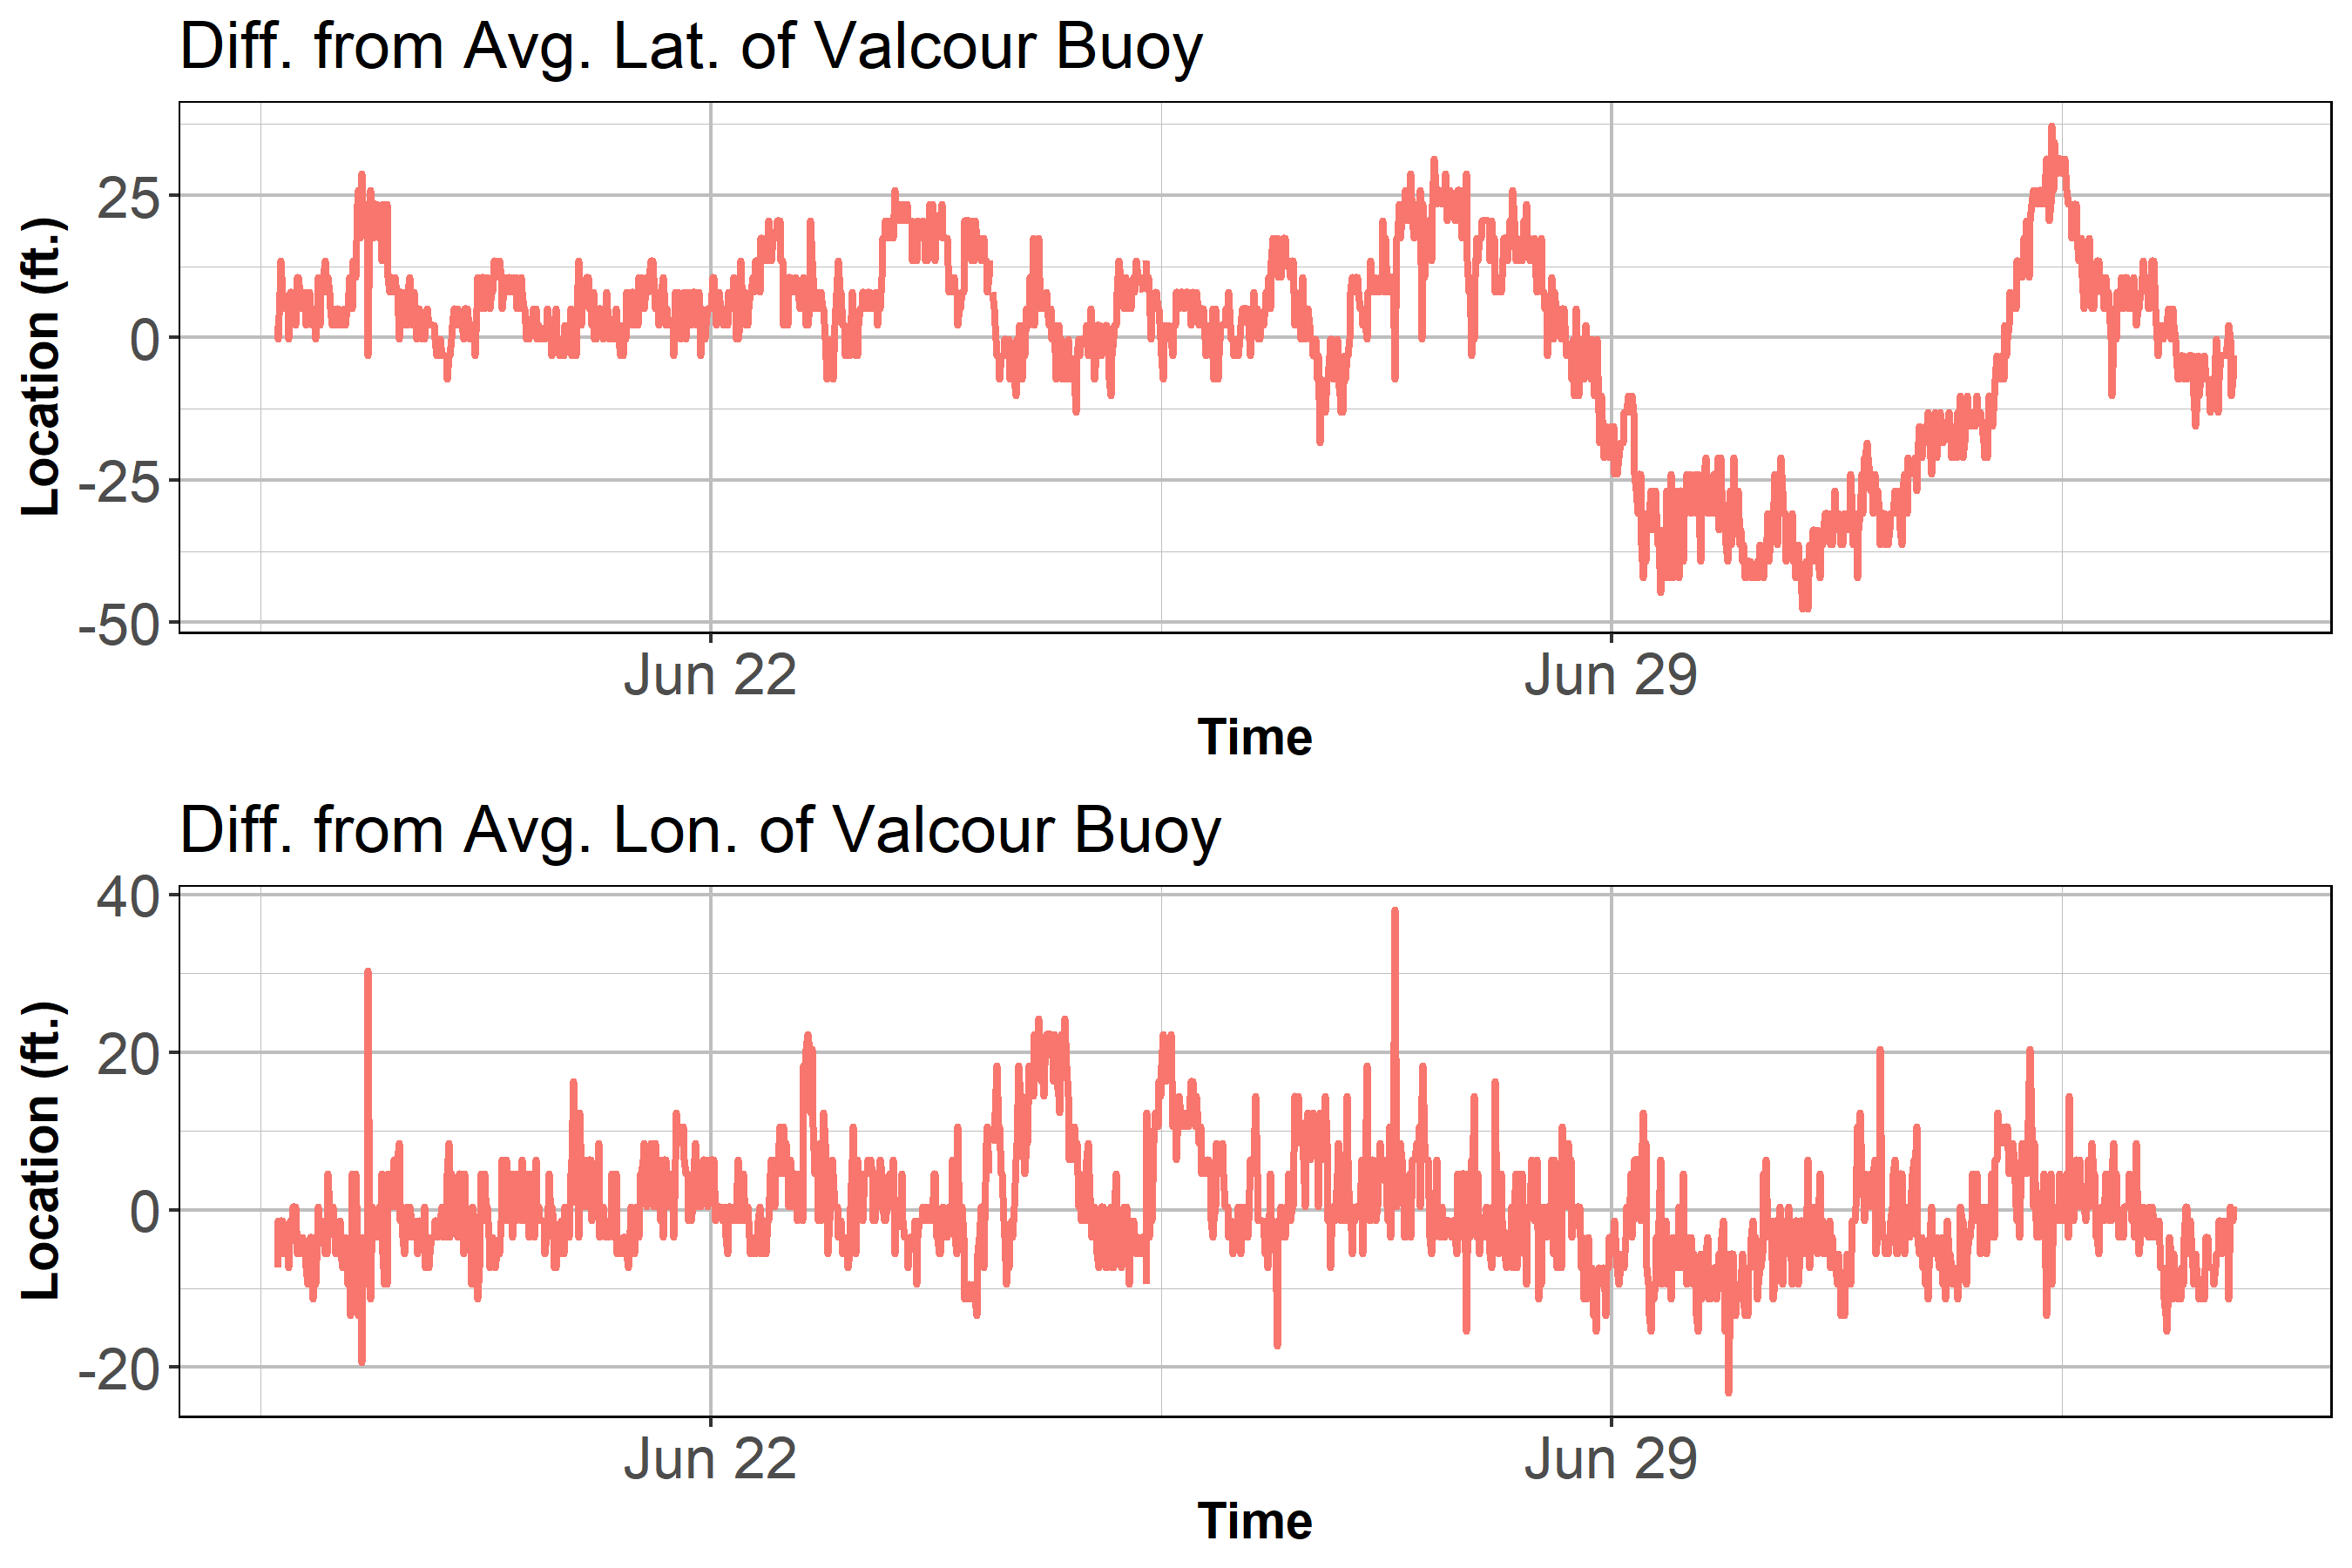 Diff. from Avg. Lat. of Valcour Buoy
Location (ft.)
25
0
-25
-50
Jun 22
Jun 29
Time
Diff. from Avg. Lon. of Valcour Buoy
Location (ft.)
40
20
0
-20
Jun 22
Jun 29
Time